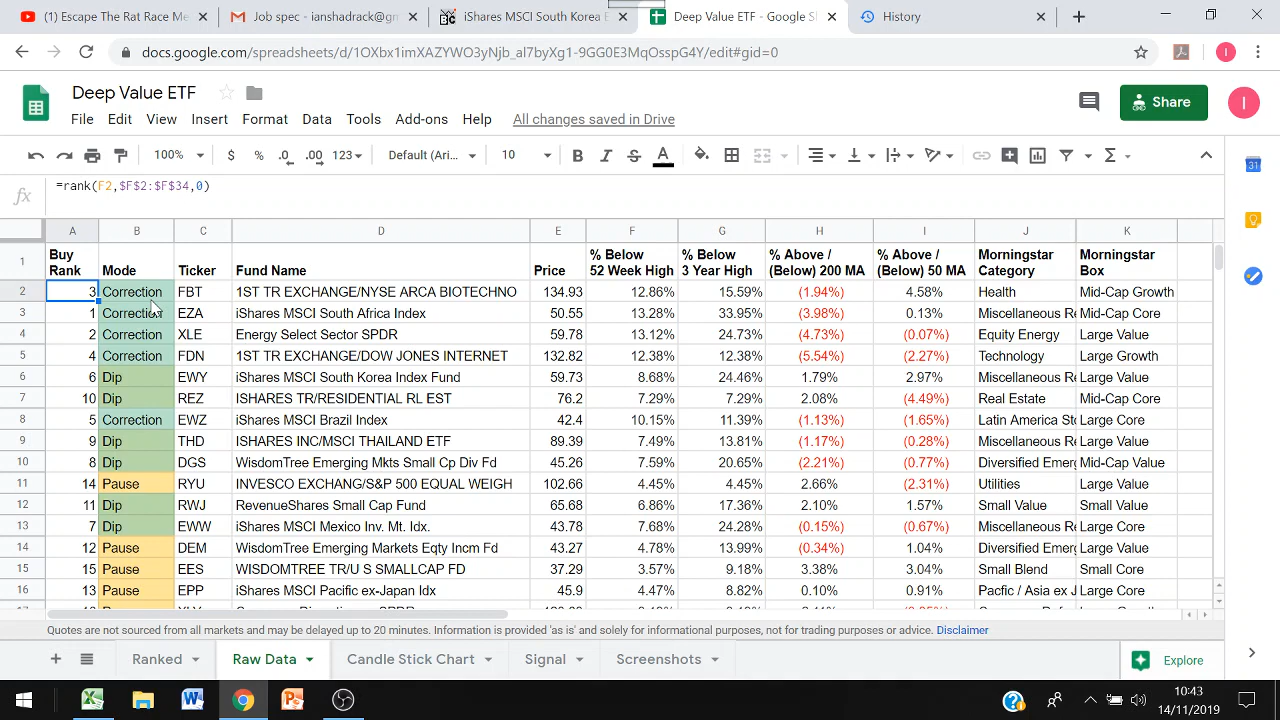 Escape The Rat Race Me
Job spec - ianshadrack@g
iShares MSCI South Korea E
Deep Value ETF - Google S
History
docs.google.com/spreadsheets/d/1OXbx1imXAZYWO3yNjb_al7byXg1-9GG0E3MqOsspG4Y/edit#gid=0
Deep Value ETF
Share
File Edit View Insert Format Data Tools Add-ons Help All changes saved in Drive
100% $ % .0 .00 123 Default (Ari... 10 B I S A
fx =rank(F2,$F$2:$F$34,0)
A B C D E F G H I J K
1 Buy Rank Mode Ticker Fund Name Price % Below 52 Week High % Below 3 Year High % Above / (Below) 200 MA % Above / (Below) 50 MA Morningstar Category Morningstar Box
2 3 Correction FBT 1ST TR EXCHANGE/NYSE ARCA BIOTECHNO 134.93 12.86% 15.59% (1.94%) 4.58% Health Mid-Cap Growth
3 1 Correction EZA iShares MSCI South Africa Index 50.55 13.28% 33.95% (3.98%) 0.13% Miscellaneous Re Mid-Cap Core
4 2 Correction XLE Energy Select Sector SPDR 59.78 13.12% 24.73% (4.73%) (0.07%) Equity Energy Large Value
5 4 Correction FDN 1ST TR EXCHANGE/DOW JONES INTERNET 132.82 12.38% 12.38% (5.54%) (2.27%) Technology Large Growth
6 6 Dip EWY iShares MSCI South Korea Index Fund 59.73 8.68% 24.46% 1.79% 2.97% Miscellaneous Re Large Value
7 10 Dip REZ ISHARES TR/RESIDENTIAL RL EST 76.2 7.29% 7.29% 2.08% (4.49%) Real Estate Mid-Cap Core
8 5 Correction EWZ iShares MSCI Brazil Index 42.4 10.15% 11.39% (1.13%) (1.65%) Latin America Sto Large Core
9 9 Dip THD ISHARES INC/MSCI THAILAND ETF 89.39 7.49% 13.81% (1.17%) (0.28%) Miscellaneous Re Large Value
10 8 Dip DGS WisdomTree Emerging Mkts Small Cp Div Fd 45.26 7.59% 20.65% (2.21%) (0.77%) Diversified Emerg Mid-Cap Value
11 14 Pause RYU INVESCO EXCHANG/S&P 500 EQUAL WEIGH 102.66 4.45% 4.45% 2.66% (2.31%) Utilities Large Value
12 11 Dip RWJ RevenueShares Small Cap Fund 65.68 6.86% 17.36% 2.10% 1.57% Small Value Small Value
13 7 Dip EWW iShares MSCI Mexico Inv. Mt. Idx. 43.78 7.68% 24.28% (0.15%) (0.67%) Miscellaneous Re Large Core
14 12 Pause DEM WisdomTree Emerging Markets Eqty Incm Fd 43.27 4.78% 13.99% (0.34%) 1.04% Diversified Emerg Large Value
15 15 Pause EES WISDOMTREE TR/U S SMALLCAP FD 37.29 3.57% 9.18% 3.38% 3.04% Small Blend Small Core
16 13 Pause EPP iShares MSCI Pacific ex-Japan Idx 45.9 4.47% 8.82% 0.10% 0.91% Pacfic / Asia ex J Large Core
Quotes are not sourced from all markets and may be delayed up to 20 minutes. Information is provided 'as is' and solely for informational purposes, not for trading purposes or advice. Disclaimer
Ranked Raw Data Candle Stick Chart Signal Screenshots Explore
10:43
14/11/2019